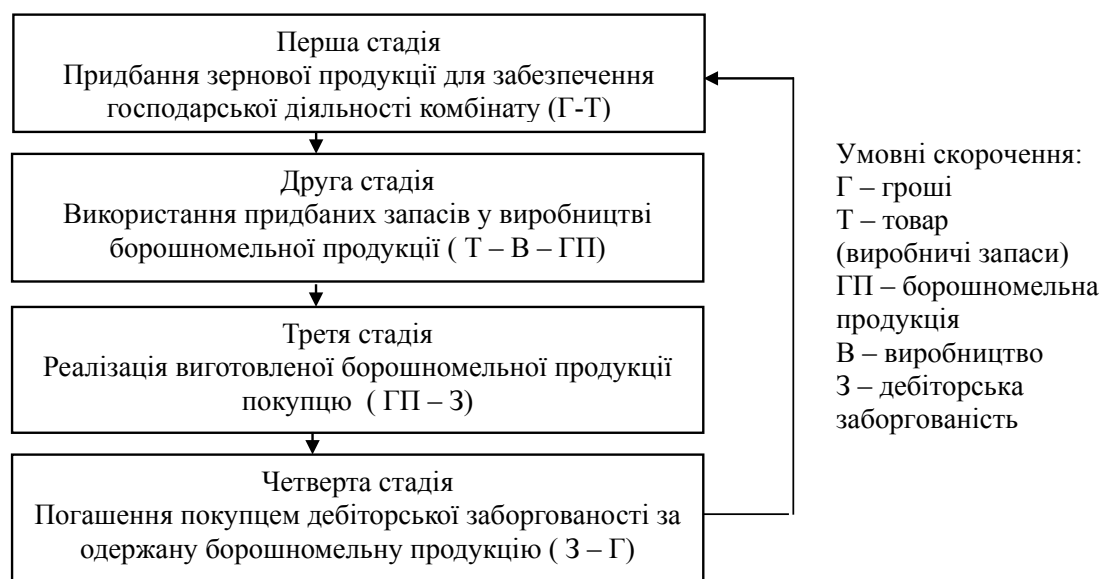 Перша стадія
Придбання зернової продукції для забезпечення
господарської діяльності комбінату (Г-Т)
Друга стадія
Використання придбаних запасів у виробництві
борошномельної продукції ( Т – В – ГП)
Третя стадія
Реалізація виготовленої борошномельної продукції
покупцю ( ГП – З)
Четверта стадія
Погашення покупцем дебіторської заборгованості за
одержану борошномельну продукцію ( З – Г)
Умовні скорочення:
Г – гроші
Т – товар
(виробничі запаси)
ГП – борошномельна
продукція
В – виробництво
З – дебіторська
заборгованість